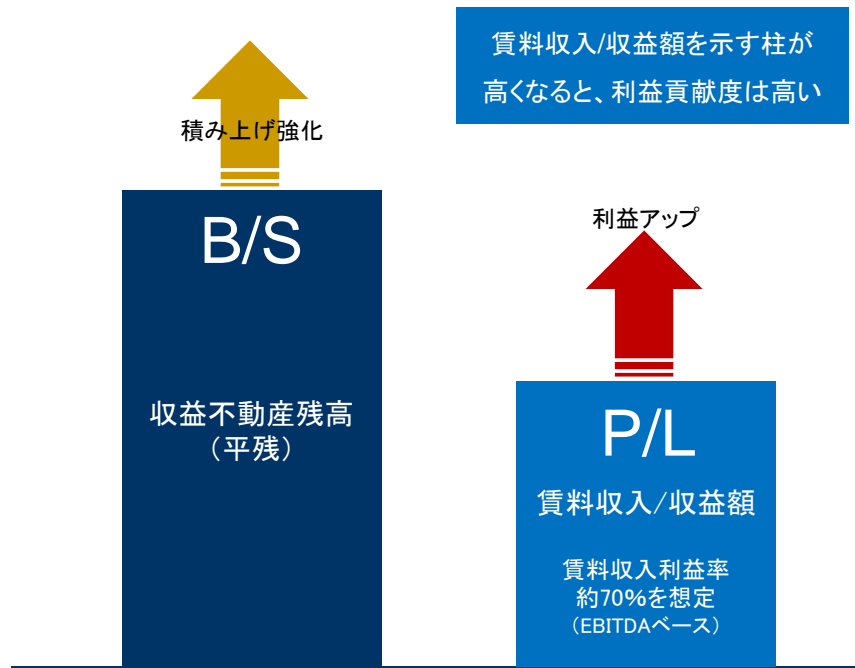 賃料収入/収益額を示す柱が
高くなると、利益貢献度は高い
積み上げ強化
B/S
収益不動産残高
（平残）
利益アップ
P/L
賃料収入/収益額
賃料収入利益率
約70%を想定
（EBITDAベース）